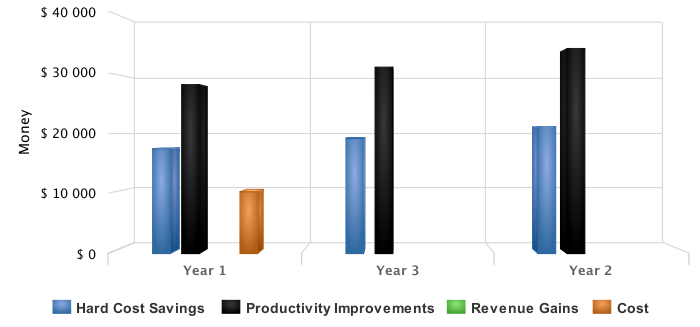 $ 40 000
$ 30 000
$ 20 000
$ 10 000
$ 0
Money
Year 1
Year 3
Year 2
Hard Cost Savings
Productivity Improvements
Revenue Gains
Cost